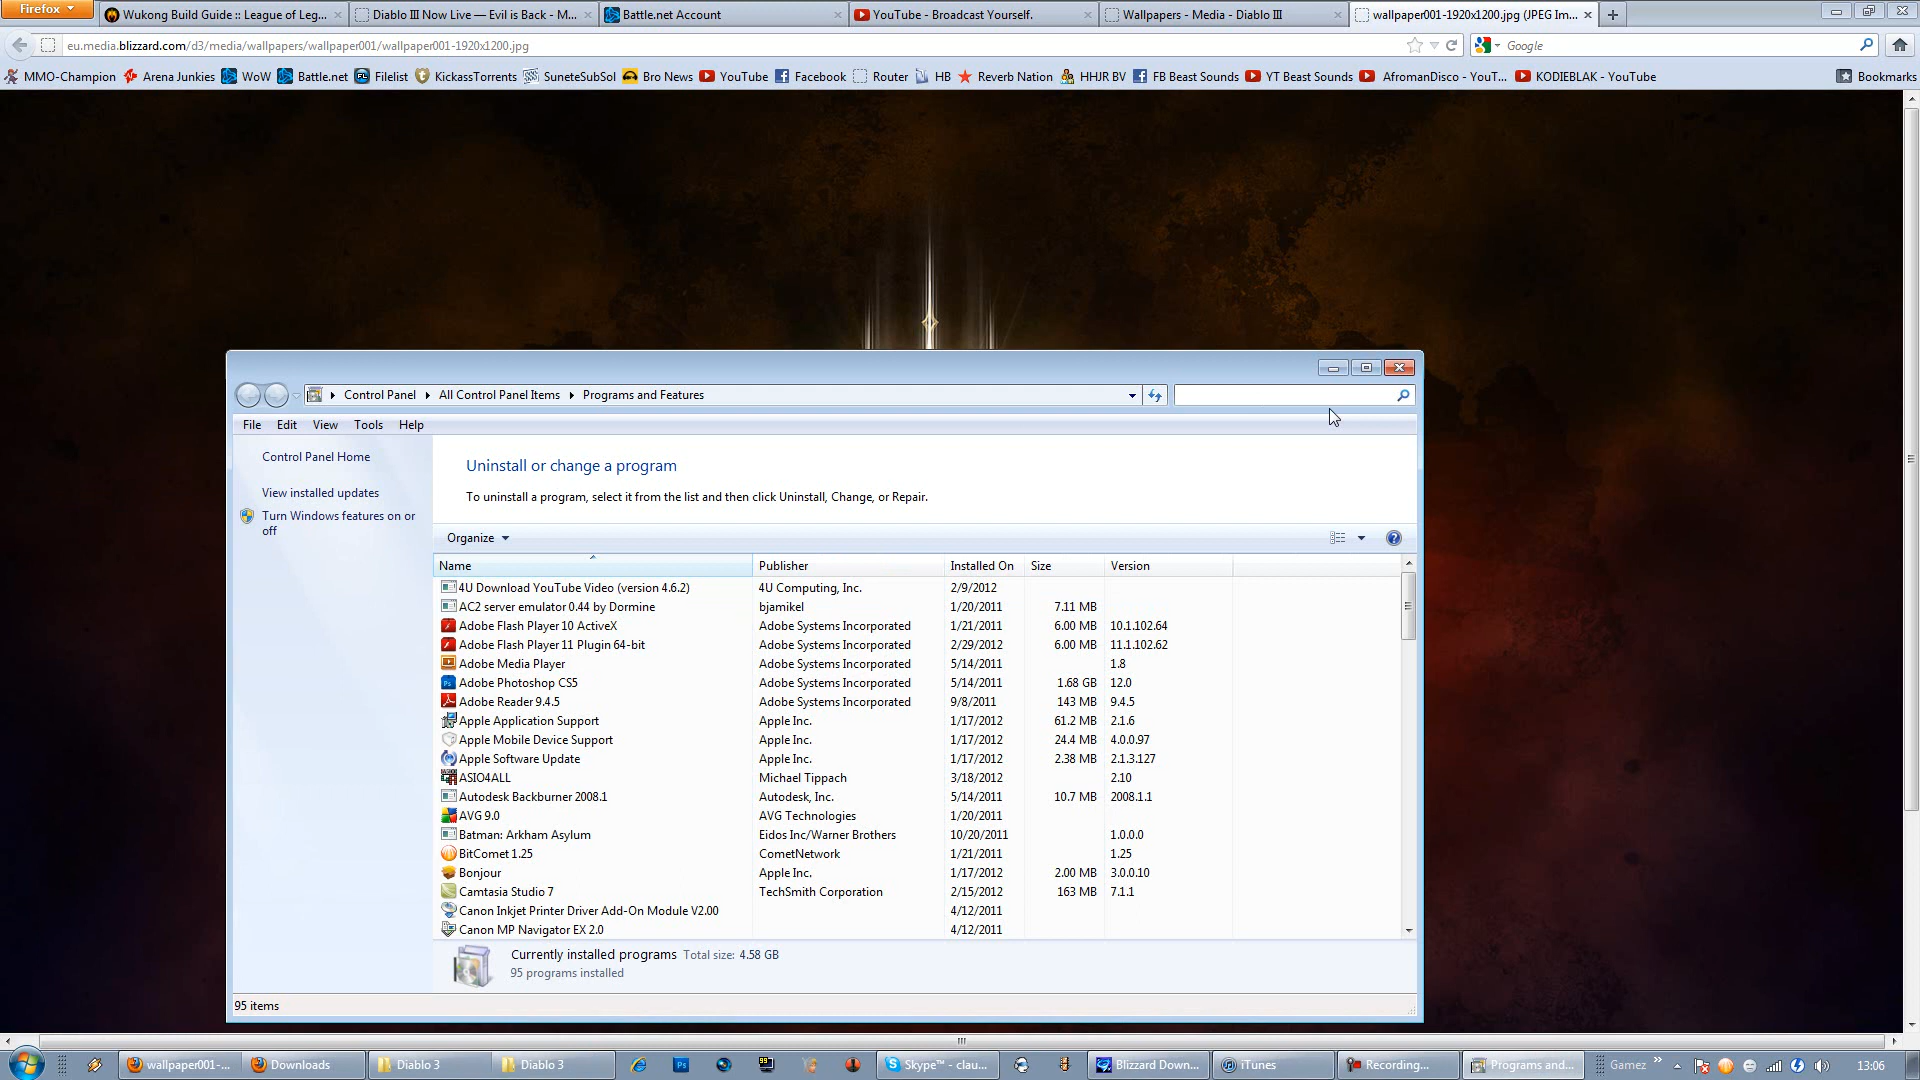 Firefox
Wukong Build Guide :: League of Leg...
Diablo III Now Live — Evil is Back - M...
Battle.net Account
YouTube - Broadcast Yourself.
Wallpapers - Media - Diablo III
wallpaper001-1920x1200.jpg (JPEG Im...
eu.media.blizzard.com/d3/media/wallpapers/wallpaper001/wallpaper001-1920x1200.jpg
Google
MMO-Champion Arena Junkies WoW Battle.net Filelist KickassTorrents SuneteSubSol Bro News YouTube Facebook Router HB Reverb Nation HHJR BV FB Beast Sounds YT Beast Sounds AfromanDisco - YouT... KODIEBLAK - YouTube Bookmarks
Control Panel All Control Panel Items Programs and Features
File Edit View Tools Help
Control Panel Home
View installed updates
Turn Windows features on or
off
Uninstall or change a program
To uninstall a program, select it from the list and then click Uninstall, Change, or Repair.
Organize
Name Publisher Installed On Size Version
4U Download YouTube Video (version 4.6.2) 4U Computing, Inc. 2/9/2012
AC2 server emulator 0.44 by Dormine bjamikel 1/20/2011 7.11 MB
Adobe Flash Player 10 ActiveX Adobe Systems Incorporated 1/21/2011 6.00 MB 10.1.102.64
Adobe Flash Player 11 Plugin 64-bit Adobe Systems Incorporated 2/29/2012 6.00 MB 11.1.102.62
Adobe Media Player Adobe Systems Incorporated 5/14/2011 1.8
Adobe Photoshop CS5 Adobe Systems Incorporated 5/14/2011 1.68 GB 12.0
Adobe Reader 9.4.5 Adobe Systems Incorporated 9/8/2011 143 MB 9.4.5
Apple Application Support Apple Inc. 1/17/2012 61.2 MB 2.1.6
Apple Mobile Device Support Apple Inc. 1/17/2012 24.4 MB 4.0.0.97
Apple Software Update Apple Inc. 1/17/2012 2.38 MB 2.1.3.127
ASIO4ALL Michael Tippach 3/18/2012 2.10
Autodesk Backburner 2008.1 Autodesk, Inc. 5/14/2011 10.7 MB 2008.1.1
AVG 9.0 AVG Technologies 1/20/2011
Batman: Arkham Asylum Eidos Inc/Warner Brothers 10/20/2011 1.0.0.0
BitComet 1.25 CometNetwork 1/21/2011 1.25
Bonjour Apple Inc. 1/17/2012 2.00 MB 3.0.0.10
Camtasia Studio 7 TechSmith Corporation 2/15/2012 163 MB 7.1.1
Canon Inkjet Printer Driver Add-On Module V2.00 4/12/2011
Canon MP Navigator EX 2.0 4/12/2011
Currently installed programs Total size: 4.58 GB
95 programs installed
95 items
wallpaper001-... Downloads Diablo 3 Diablo 3 Ps 99 Skype™ - clau... Blizzard Down... iTunes Recording... Programs and... Gamez 13:06